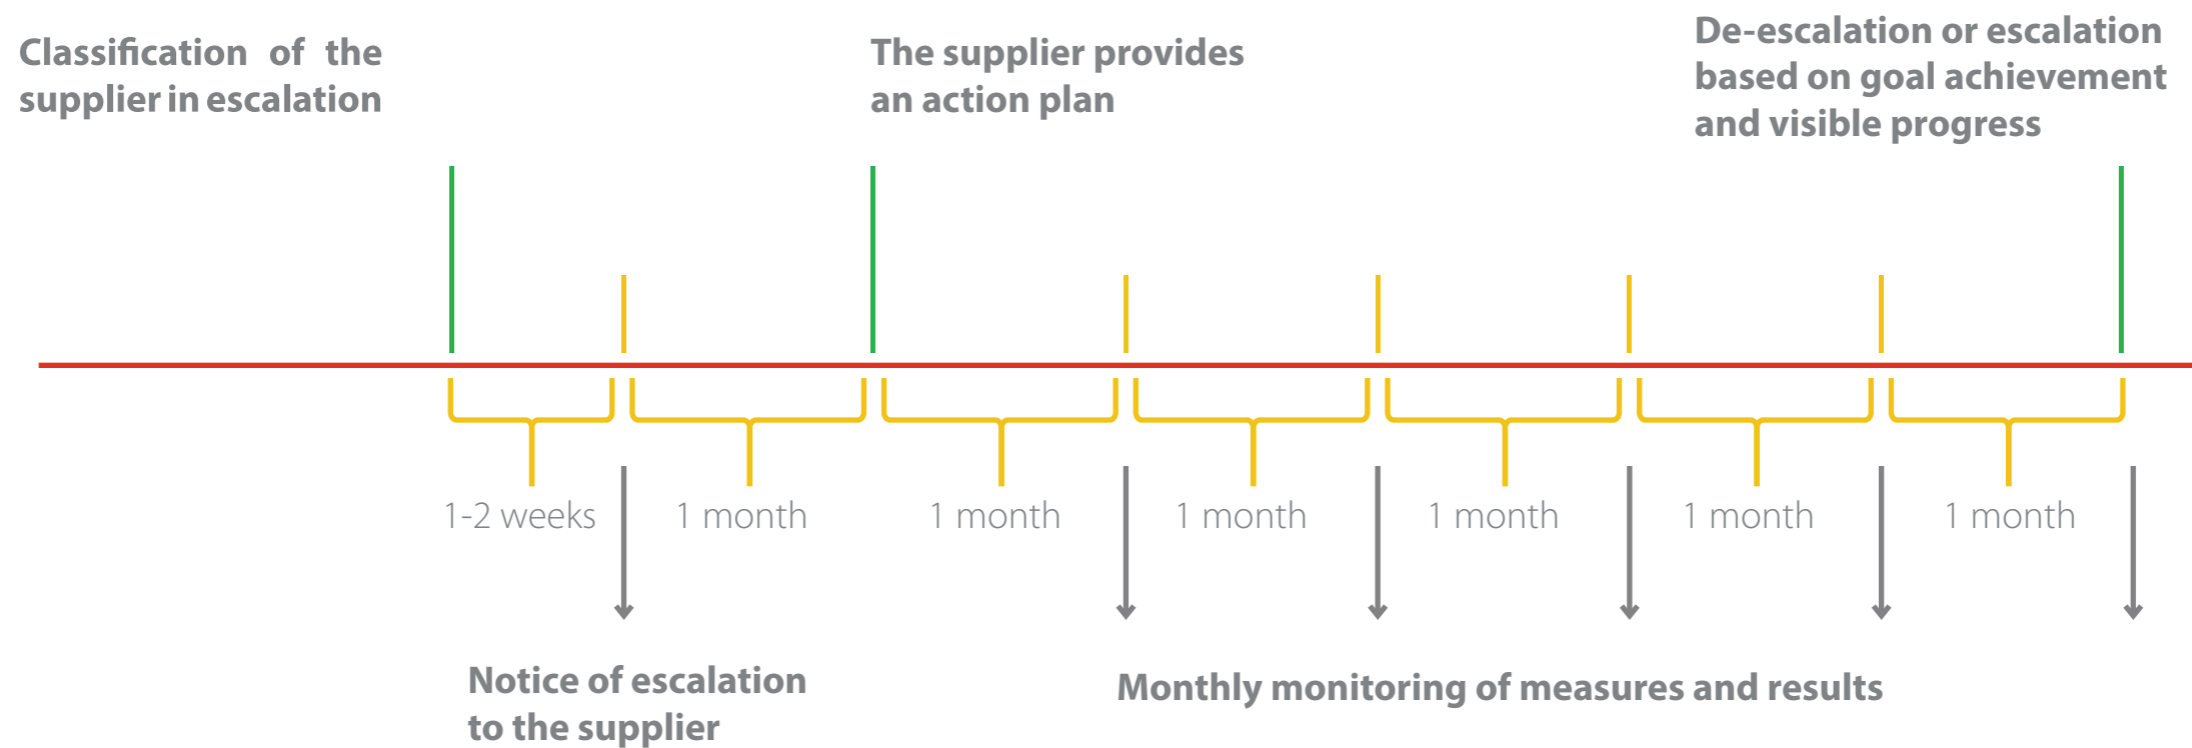 Classification of the
supplier in escalation
The supplier provides
an action plan
De-escalation or escalation
based on goal achievement
and visible progress
1-2 weeks
1 month
1 month
1 month
1 month
1 month
1 month
Notice of escalation
to the supplier
Monthly monitoring of measures and results